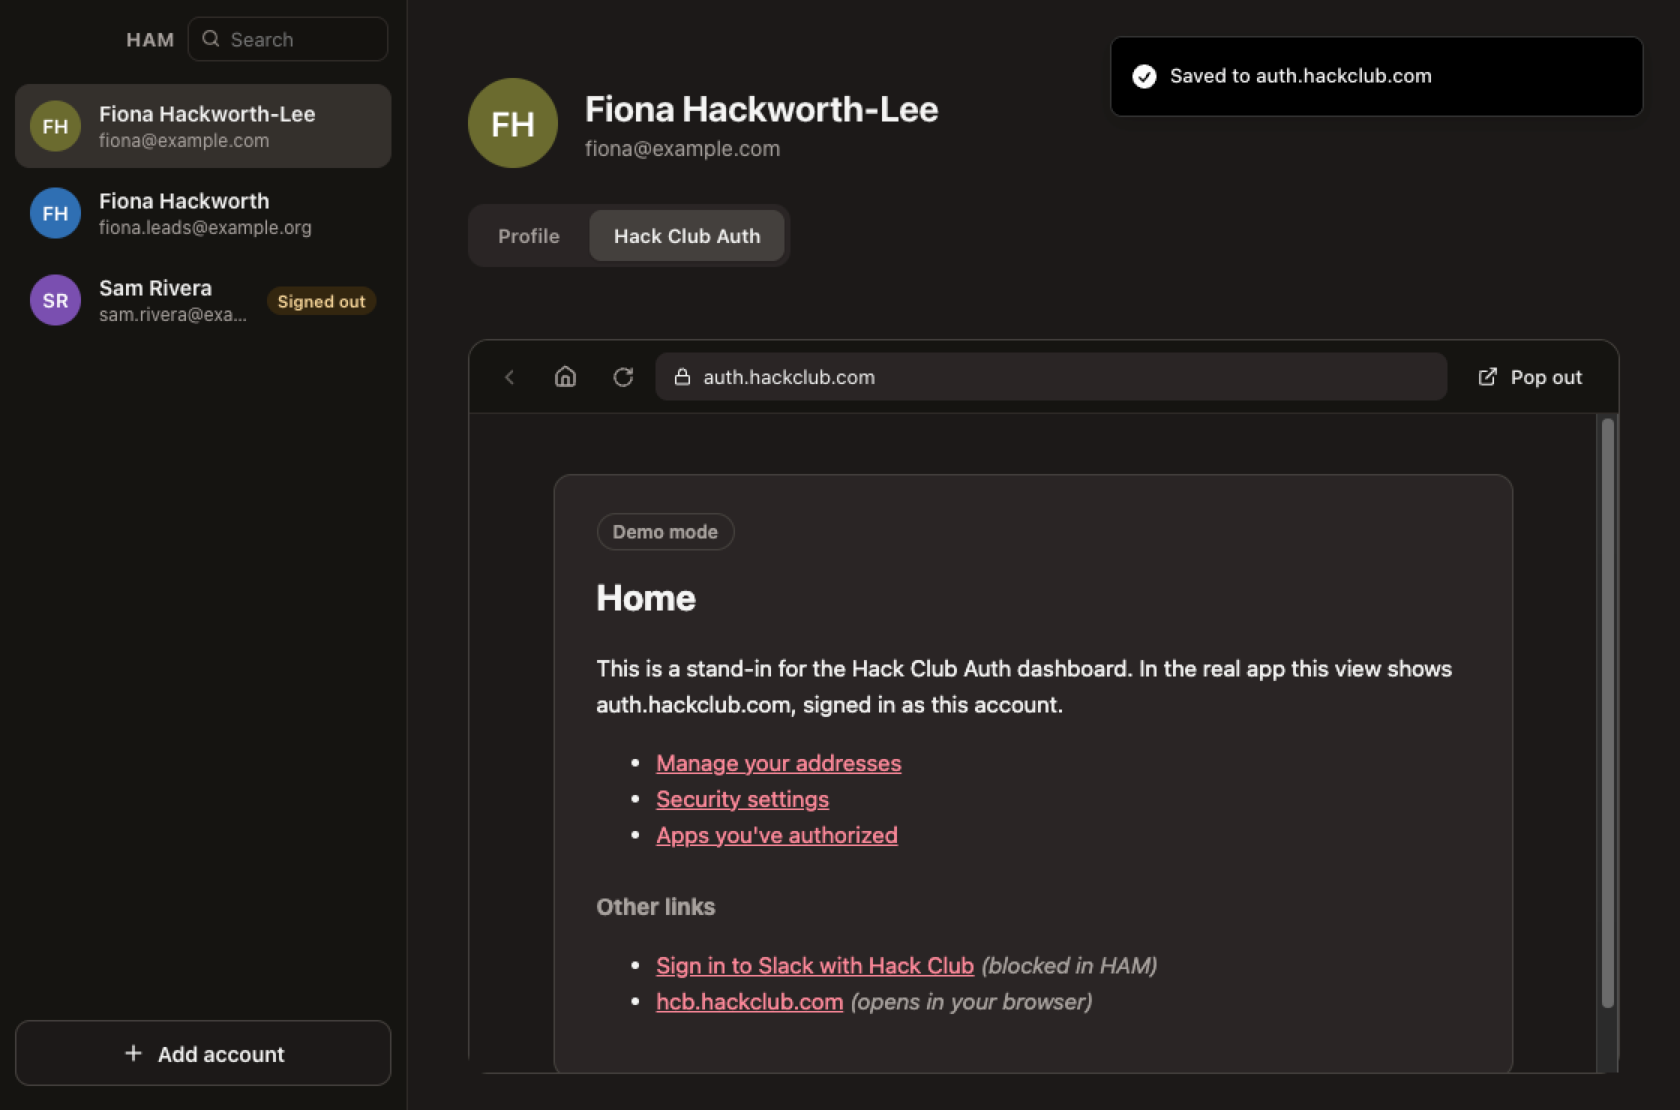 HAM
Search
FH
Fiona Hackworth-Lee
fiona@example.com
FH
Fiona Hackworth
fiona.leads@example.org
SR
Sam Rivera
sam.rivera@exa...
Signed out
Add account
FH
Fiona Hackworth-Lee
fiona@example.com
Saved to auth.hackclub.com
Profile
Hack Club Auth
auth.hackclub.com
Pop out
Demo mode
Home
This is a stand-in for the Hack Club Auth dashboard. In the real app this view shows
auth.hackclub.com, signed in as this account.
Manage your addresses
Security settings
Apps you've authorized
Other links
Sign in to Slack with Hack Club (blocked in HAM)
hcb.hackclub.com (opens in your browser)